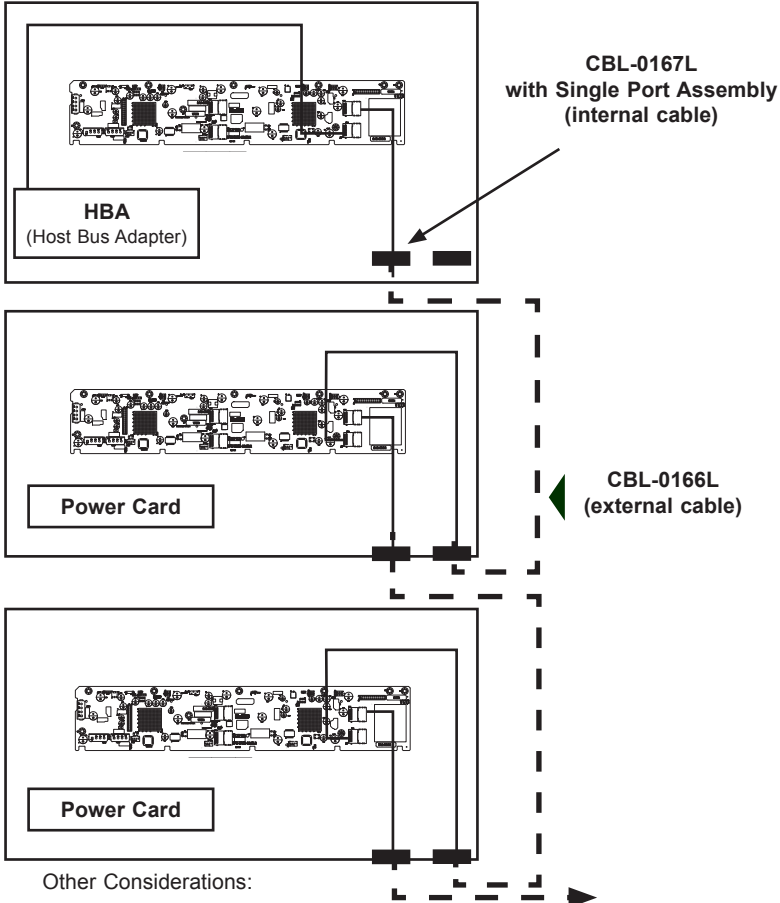 CBL-0167L
with Single Port Assembly
(internal cable)
HBA
(Host Bus Adapter)
CBL-0166L
(external cable)
Power Card
Power Card
Other Considerations: